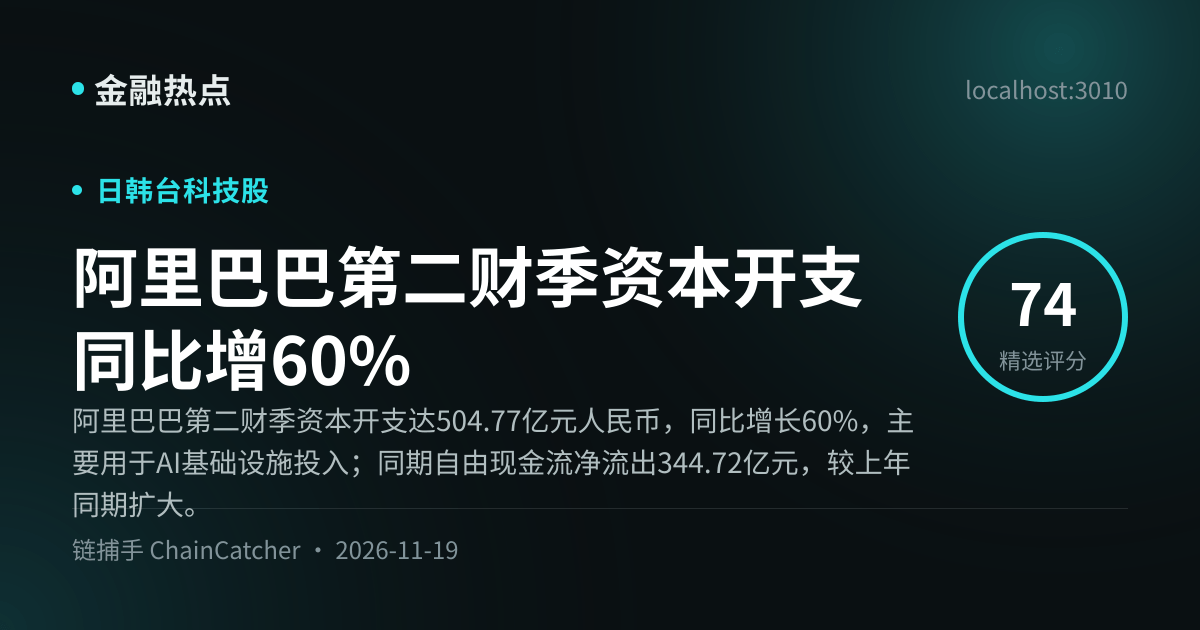 金融热点
localhost:3010
日韩台科技股
阿里巴巴第二财季资本开支
同比增60%
74
精选评分
阿里巴巴第二财季资本开支达504.77亿元人民币，同比增长60%，主
要用于AI基础设施投入；同期自由现金流净流出344.72亿元，较上年
同期扩大。
链捕手 ChainCatcher · 2026-11-19